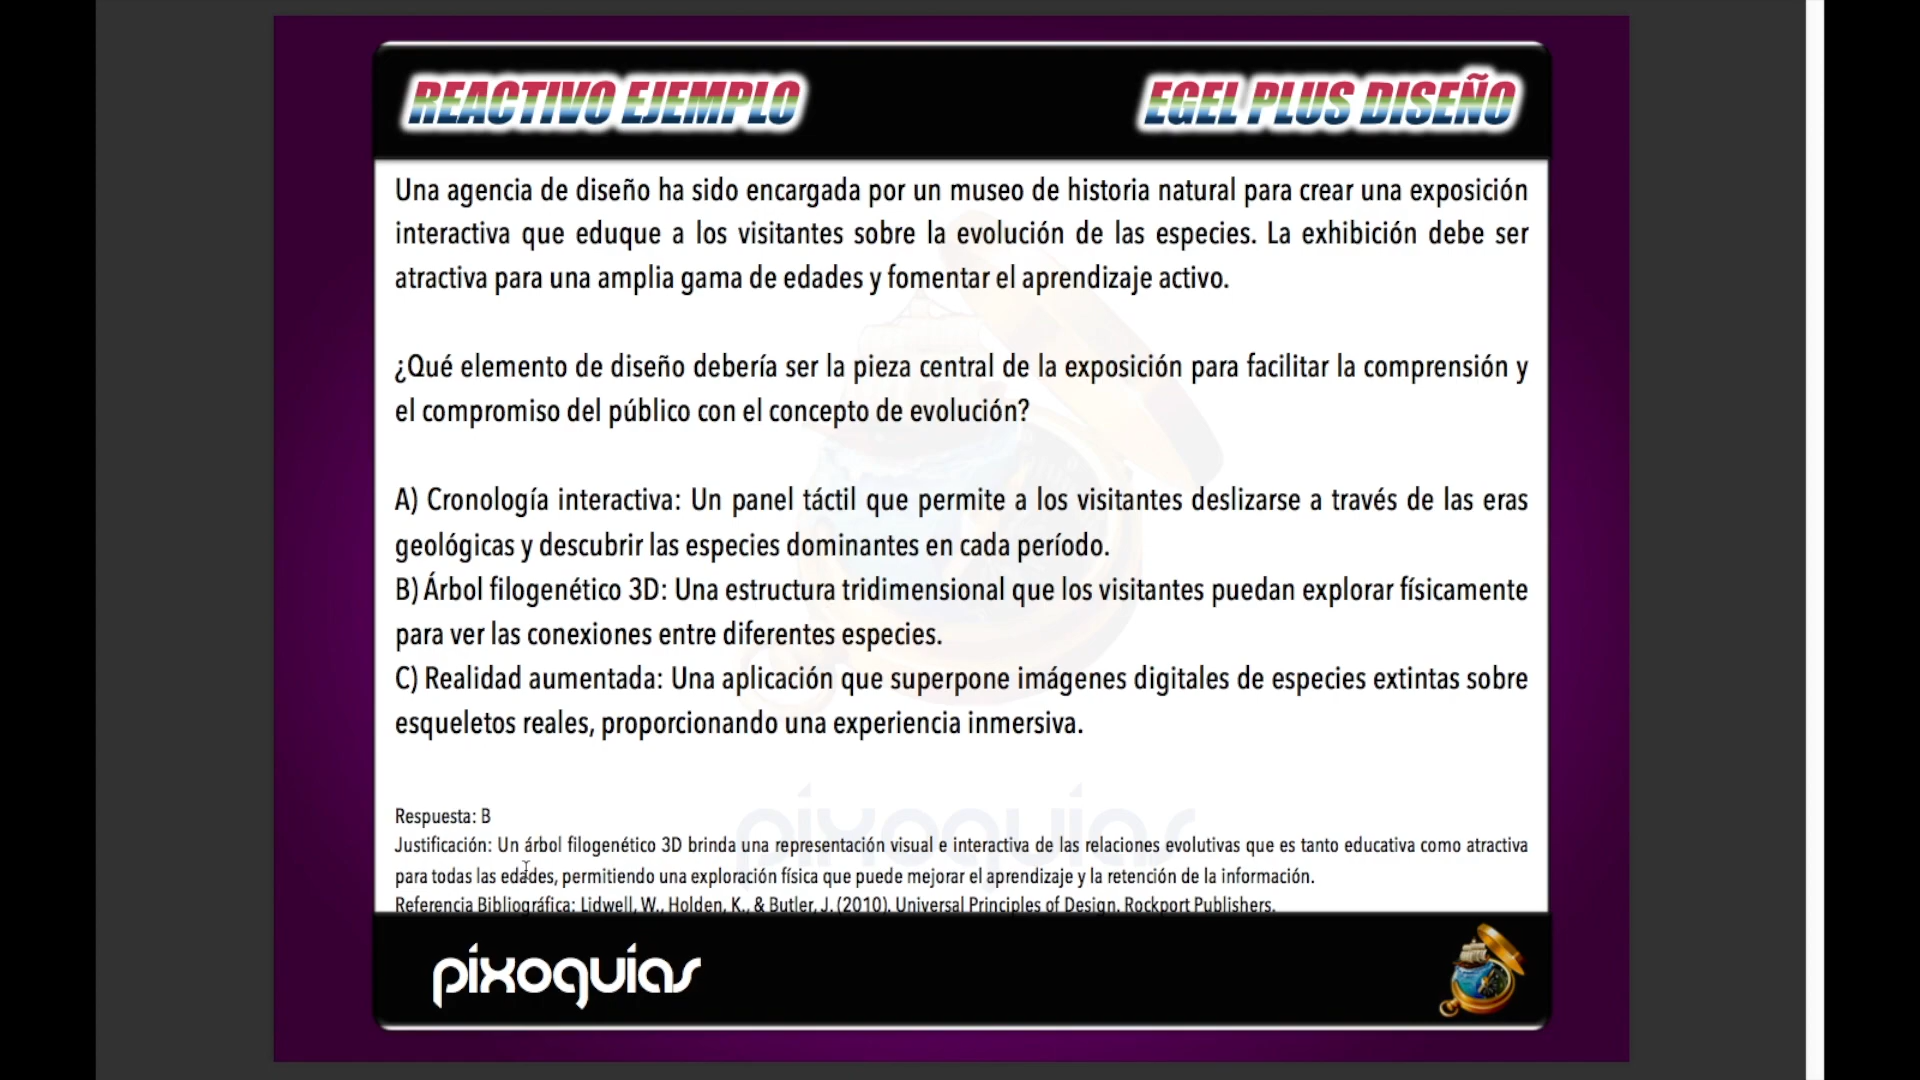 REACTIVO EJEMPLO
EGEL PLUS DISEÑO
Una agencia de diseño ha sido encargada por un museo de historia natural para crear una exposición
interactiva que eduque a los visitantes sobre la evolución de las especies. La exhibición debe ser
atractiva para una amplia gama de edades y fomentar el aprendizaje activo.
¿Qué elemento de diseño debería ser la pieza central de la exposición para facilitar la comprensión y
el compromiso del público con el concepto de evolución?
A) Cronología interactiva: Un panel táctil que permite a los visitantes deslizarse a través de las eras
geológicas y descubrir las especies dominantes en cada período.
B) Árbol filogenético 3D: Una estructura tridimensional que los visitantes puedan explorar físicamente
para ver las conexiones entre diferentes especies.
C) Realidad aumentada: Una aplicación que superpone imágenes digitales de especies extintas sobre
esqueletos reales, proporcionando una experiencia inmersiva.
Respuesta: B
Justificación: Un árbol filogenético 3D brinda una representación visual e interactiva de las relaciones evolutivas que es tanto educativa como atractiva
para todas las edades, permitiendo una exploración física que puede mejorar el aprendizaje y la retención de la información.
Referencia Bibliográfica: Lidwell, W., Holden, K., & Butler, J. (2010). Universal Principles of Design. Rockport Publishers.
pixoguias
pixoguias